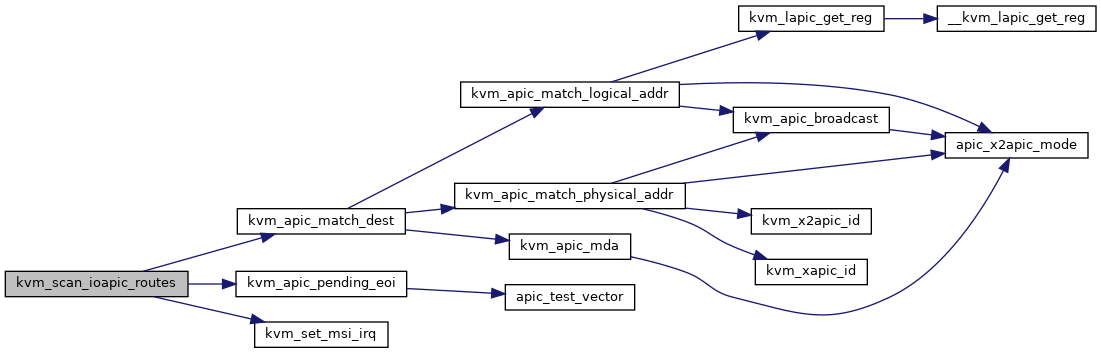 kvm_lapic_get_reg
__kvm_lapic_get_reg
kvm_apic_match_logical_addr
kvm_apic_broadcast
apic_x2apic_mode
kvm_apic_match_physical_addr
kvm_apic_match_dest
kvm_x2apic_id
kvm_apic_mda
kvm_xapic_id
kvm_scan_ioapic_routes
kvm_apic_pending_eoi
apic_test_vector
kvm_set_msi_irq